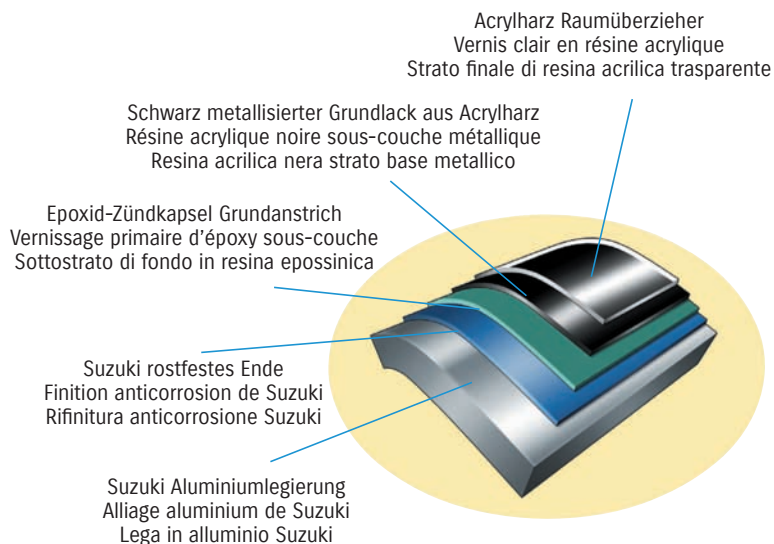 Acrylharz Raumüberzieher
Vernis clair en résine acrylique
Strato finale di resina acrilica trasparente
Schwarz metallisierter Grundlack aus Acrylharz
Résine acrylique noire sous-couche métallique
Resina acrilica nera strato base metallico
Epoxid-Zündkapsel Grundanstrich
Vernissage primaire d'époxy sous-couche
Sottostrato di fondo in resina epossinica
Suzuki rostfestes Ende
Finition anticorrosion de Suzuki
Rifinitura anticorrosione Suzuki
Suzuki Aluminiumlegierung
Alliage aluminium de Suzuki
Lega in alluminio Suzuki